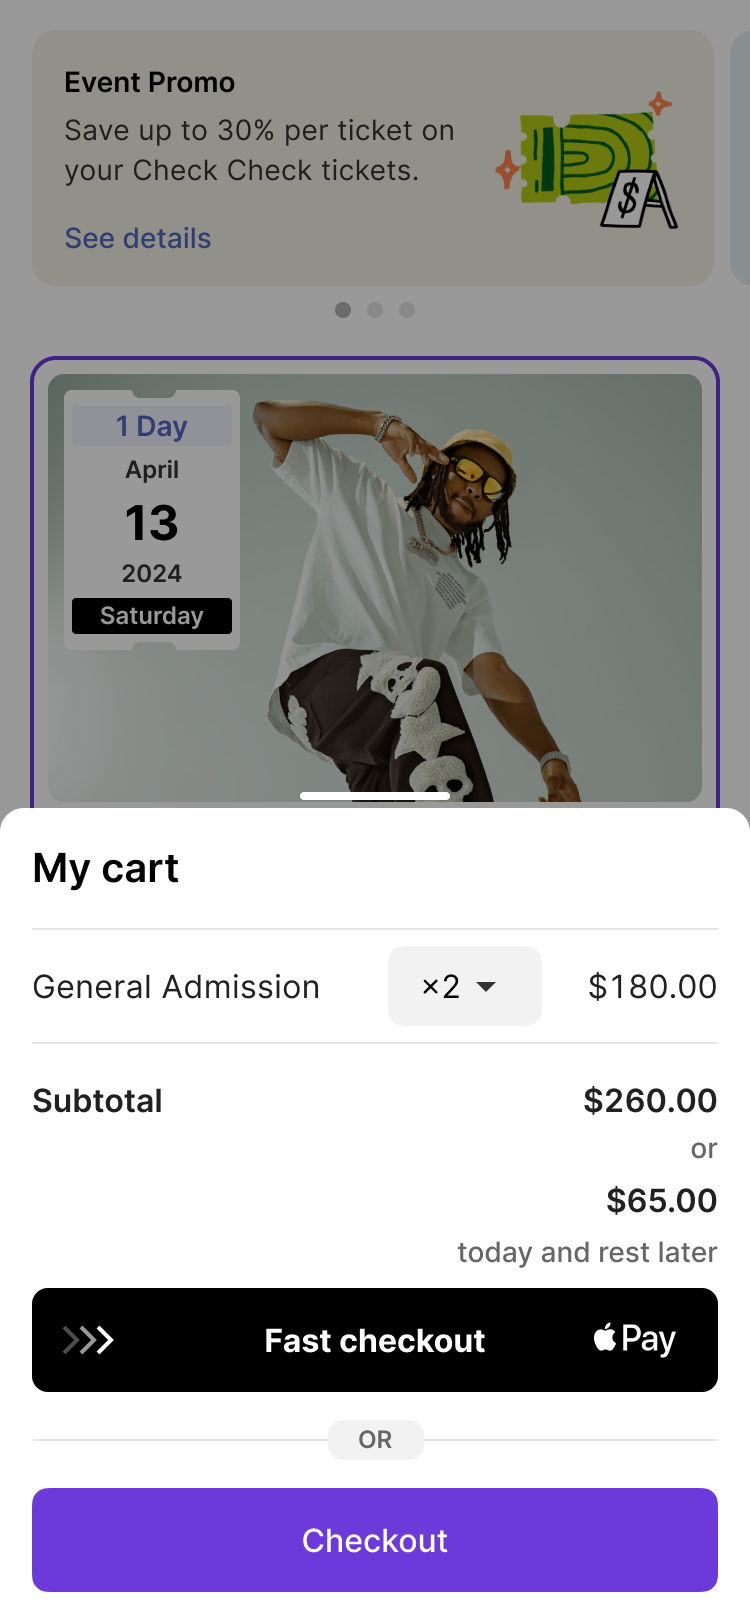 Event Promo
Save up to 30% per ticket on
your Check Check tickets.
See details
$
1 Day
April
13
2024
Saturday
My cart
General Admission ×2 $180.00
Subtotal $260.00
or
$65.00
today and rest later
Fast checkout Pay
OR
Checkout